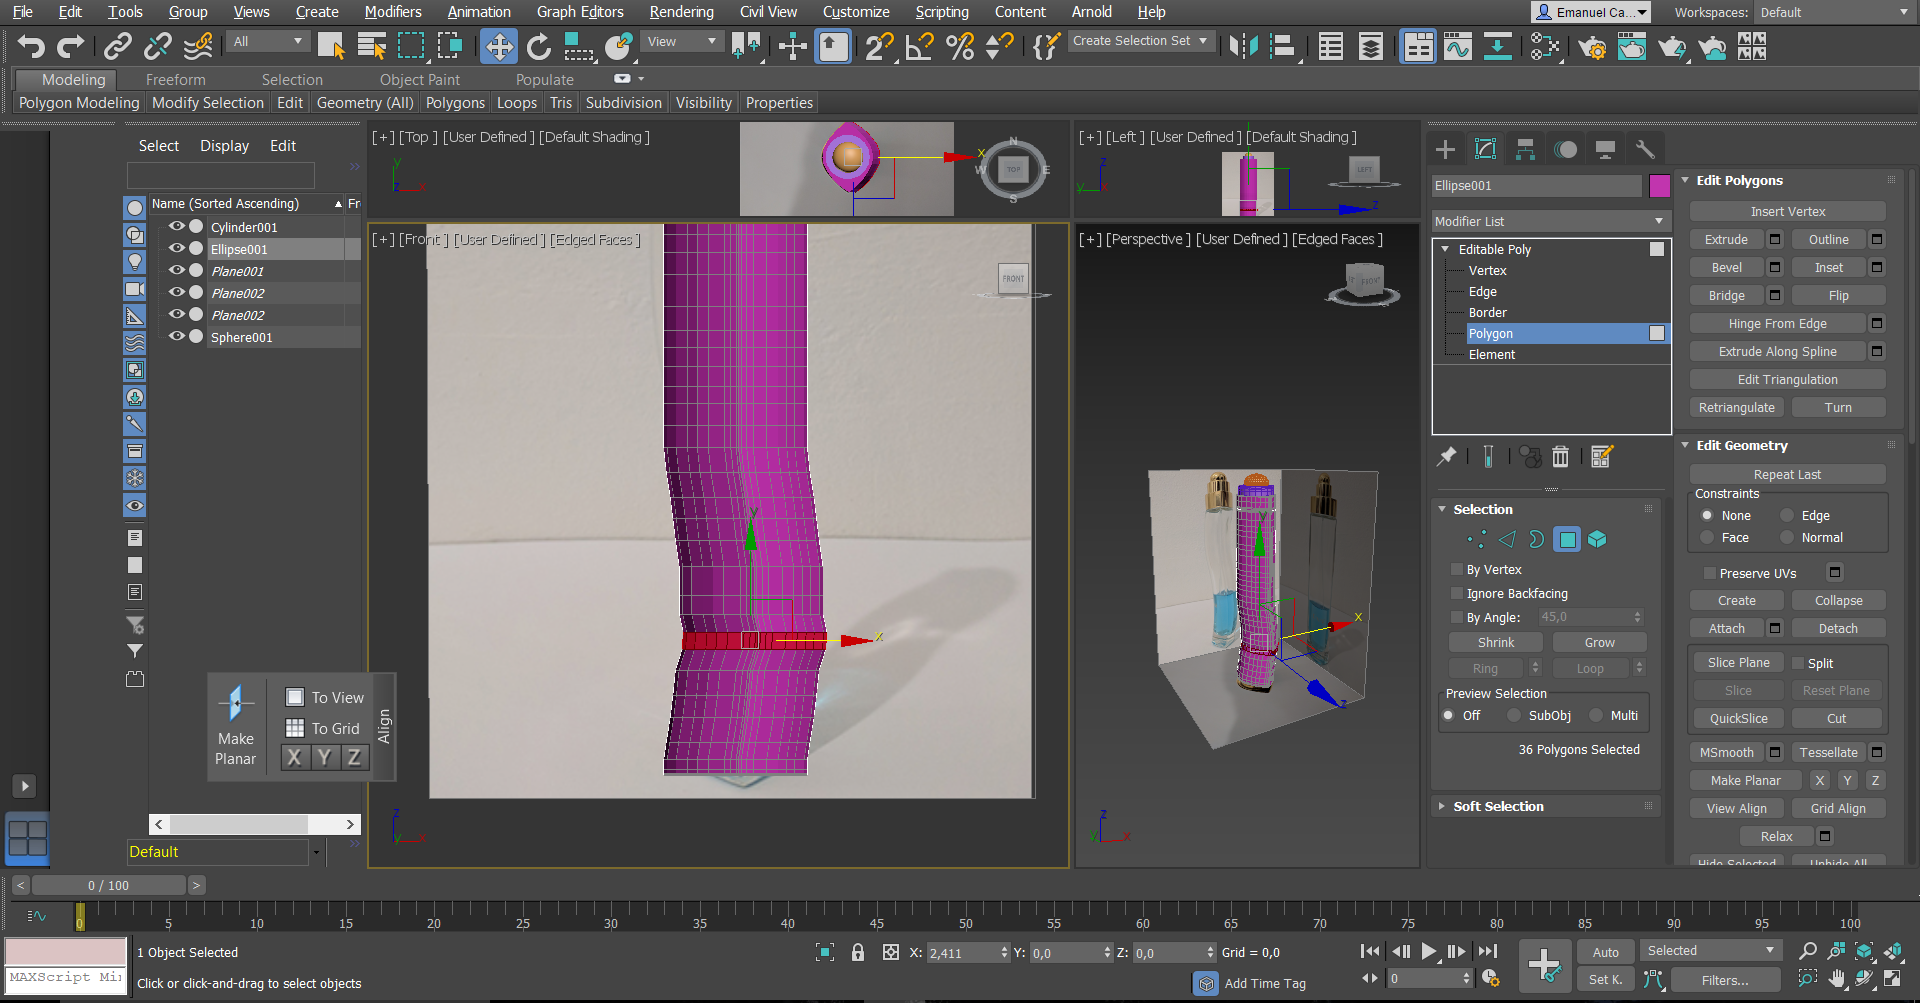 File Edit Tools Group Views Create Modifiers Animation Graph Editors Rendering Civil View Customize Scripting Content Arnold Help Emanuel Ca... Workspaces: Default
All View Create Selection Set
Modeling Freeform Selection Object Paint Populate
Polygon Modeling Modify Selection Edit Geometry (All) Polygons Loops Tris Subdivision Visibility Properties
Select Display Edit
Name (Sorted Ascending) Fr
Cylinder001
Ellipse001
Plane001
Plane002
Plane002
Sphere001
Make Planar
To View
To Grid
X Y Z
Align
Default
[+] [Top ] [User Defined ] [Default Shading ]
N
W TOP E
S
y
z x
x
[+] [Left ] [User Defined ] [Default Shading ]
LEFT
z
y
z
[+] [Front ] [User Defined ] [Edged Faces ]
FRONT
y
x
z
y x
[+] [Perspective ] [User Defined ] [Edged Faces ]
FRONT
x
z
z
y x
Ellipse001
Modifier List
Editable Poly
Vertex
Edge
Border
Polygon
Element
Selection
By Vertex
Ignore Backfacing
By Angle: 45,0
Shrink Grow
Ring Loop
Preview Selection
Off SubObj Multi
36 Polygons Selected
Soft Selection
Edit Polygons
Insert Vertex
Extrude Outline
Bevel Inset
Bridge Flip
Hinge From Edge
Extrude Along Spline
Edit Triangulation
Retriangulate Turn
Edit Geometry
Repeat Last
Constraints
None Edge
Face Normal
Preserve UVs
Create Collapse
Attach Detach
Slice Plane Split
Slice Reset Plane
QuickSlice Cut
MSmooth Tessellate
Make Planar X Y Z
View Align Grid Align
Relax
Hide Selected Unhide All
< 0 / 100 >
0 5 10 15 20 25 30 35 40 45 50 55 60 65 70 75 80 85 90 95 100
1 Object Selected X: 2,411 Y: 0,0 Z: 0,0 Grid = 0,0 Auto Selected
MAXScript Mi
Click or click-and-drag to select objects Add Time Tag 0 Set K. Filters...